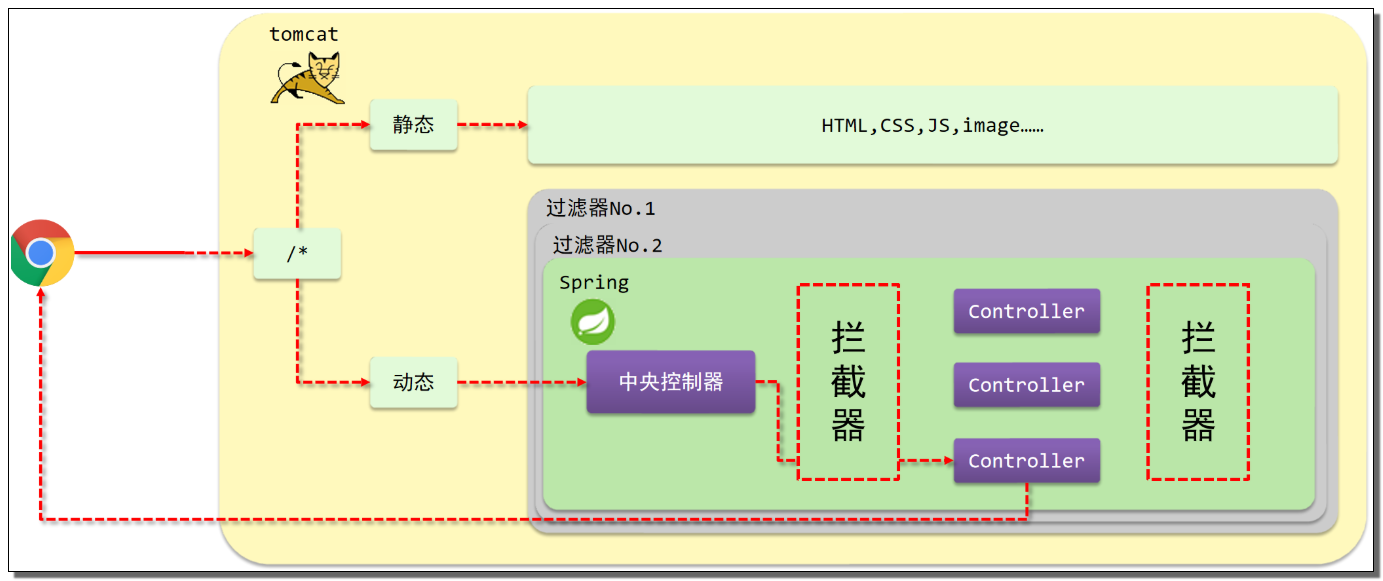 tomcat
静态
HTML,CSS,JS,image……
/*
过滤器No.1
过滤器No.2
Spring
动态
中央控制器
拦
截
器
Controller
Controller
Controller
拦
截
器